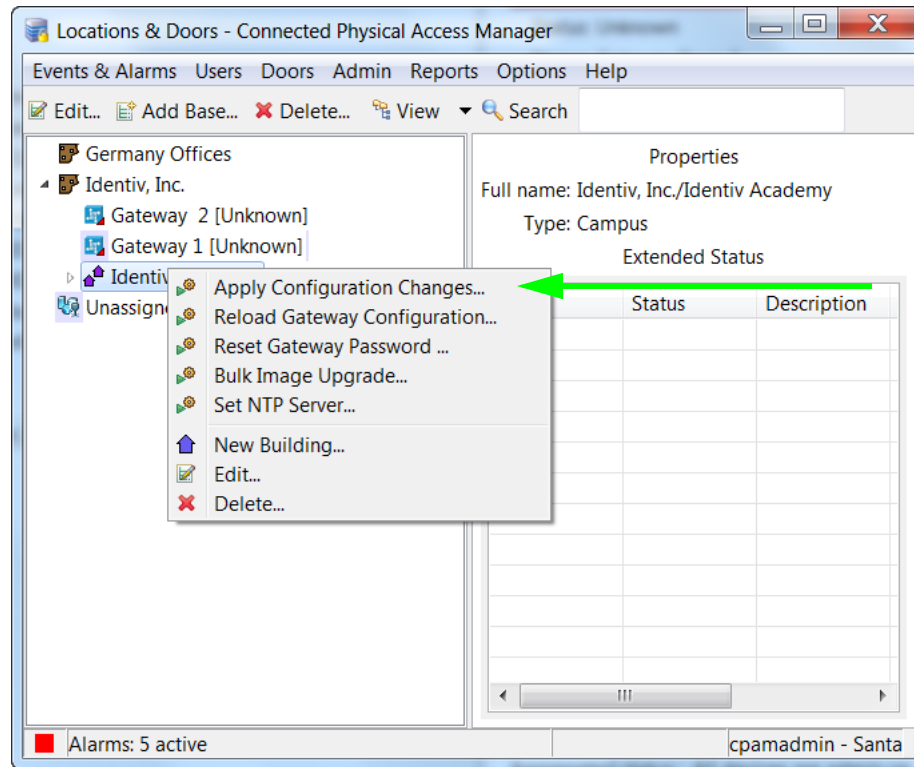 Locations & Doors - Connected Physical Access Manager
Events & Alarms Users Doors Admin Reports Options Help
Edit... Add Base... Delete... View Search
Germany Offices
Identiv, Inc.
Gateway 2 [Unknown]
Gateway 1 [Unknown]
Identiv
Unassigne
Apply Configuration Changes...
Reload Gateway Configuration...
Reset Gateway Password ...
Bulk Image Upgrade...
Set NTP Server...
New Building...
Edit...
Delete...
Properties
Full name: Identiv, Inc./Identiv Academy
Type: Campus
Extended Status
Status Description
Alarms: 5 active
cpamadmin - Santa